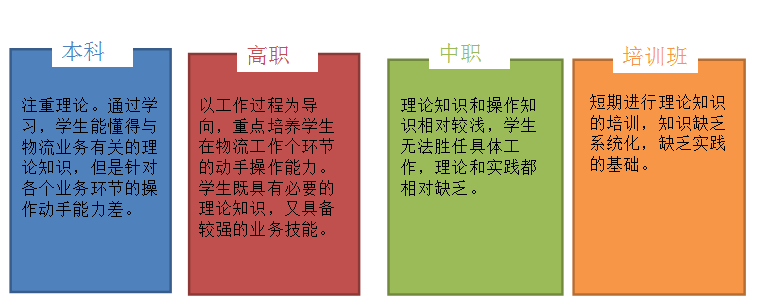 本科
注重理论。通过学
习，学生能懂得与
物流业务有关的理
论知识，但是针对
各个业务环节的操
作动手能力差。
高职
以工作过程为导
向，重点培养学生
在物流工作个环节
的动手操作能力。
学生既具有必要的
理论知识，又具备
较强的业务技能。
中职
理论知识和操作知
识相对较浅，学生
无法胜任具体工
作，理论和实践都
相对缺乏。
培训班
短期进行理论知识
的培训，知识缺乏
系统化，缺乏实践
的基础。